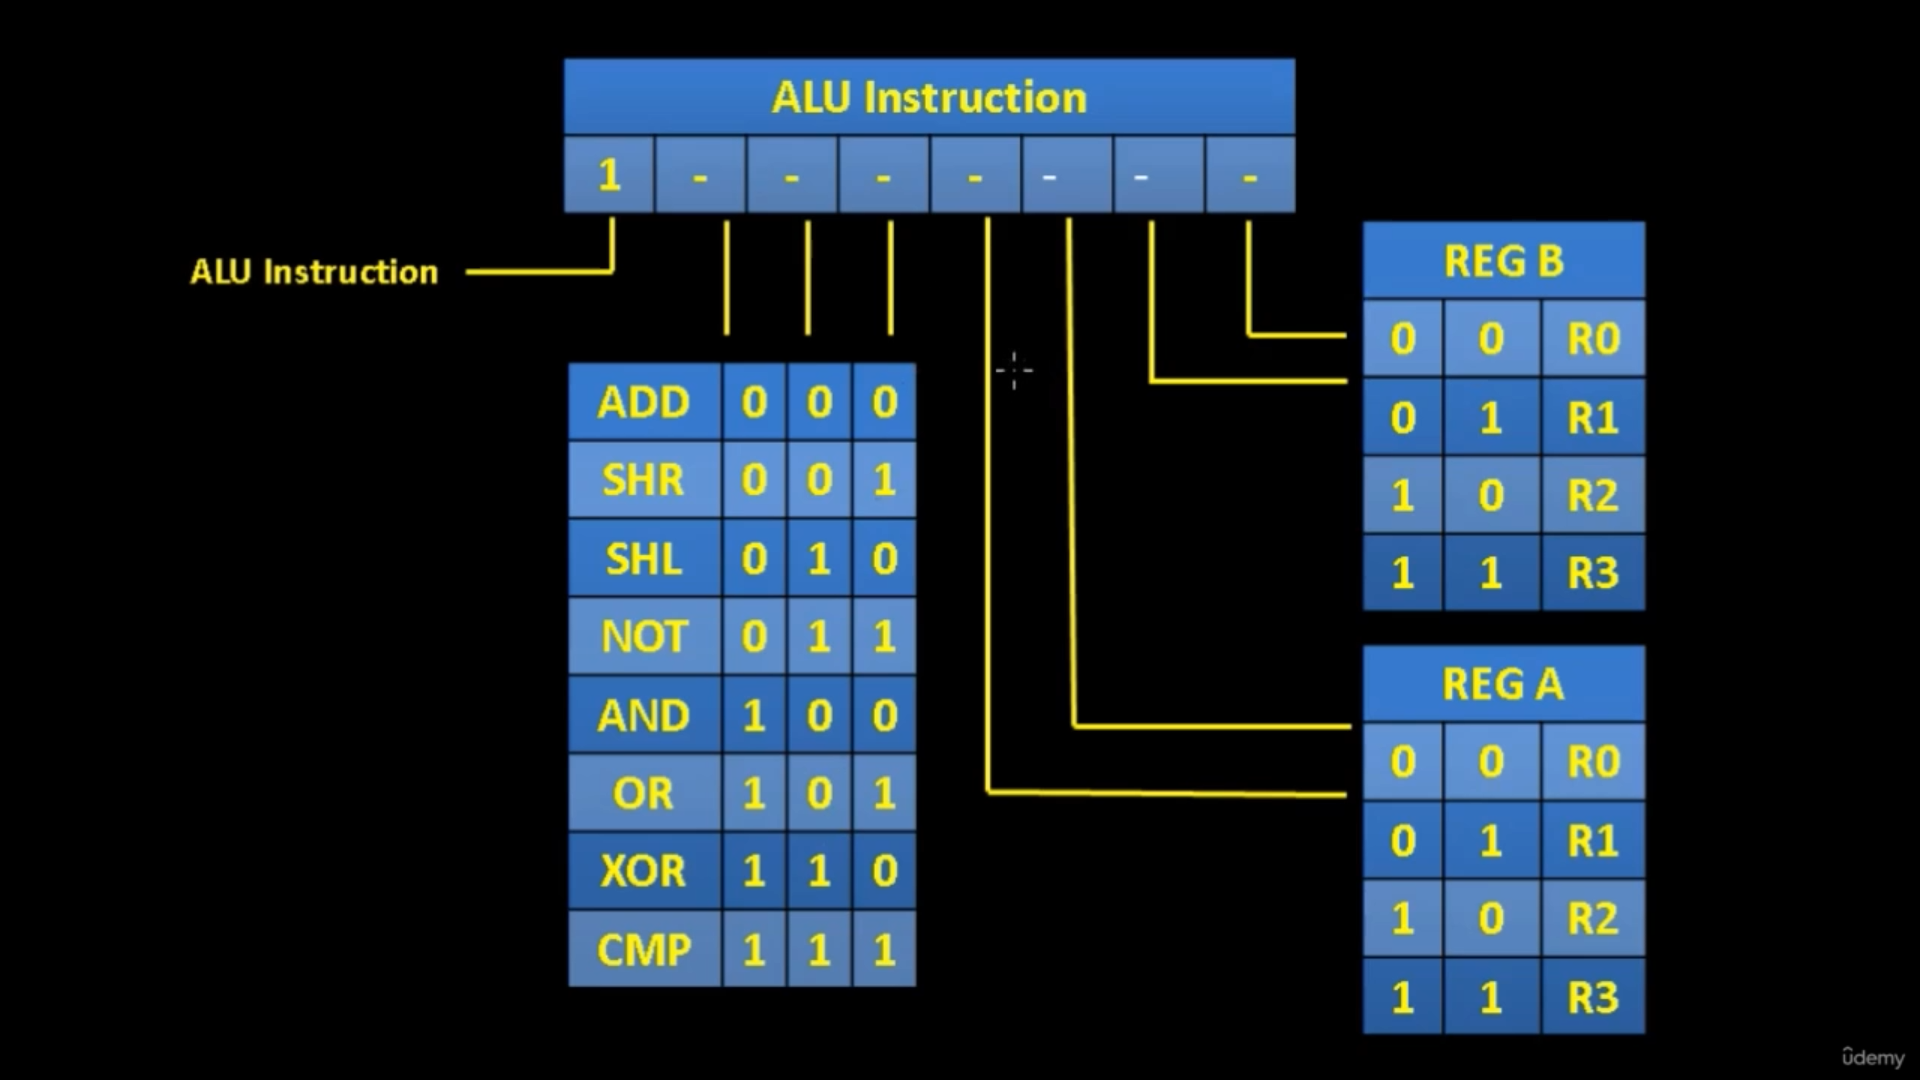 ALU Instruction
1 - - - - - - -
ALU Instruction
ADD 0 0 0
SHR 0 0 1
SHL 0 1 0
NOT 0 1 1
AND 1 0 0
OR 1 0 1
XOR 1 1 0
CMP 1 1 1
REG B
0 0 R0
0 1 R1
1 0 R2
1 1 R3
REG A
0 0 R0
0 1 R1
1 0 R2
1 1 R3
ûdemy